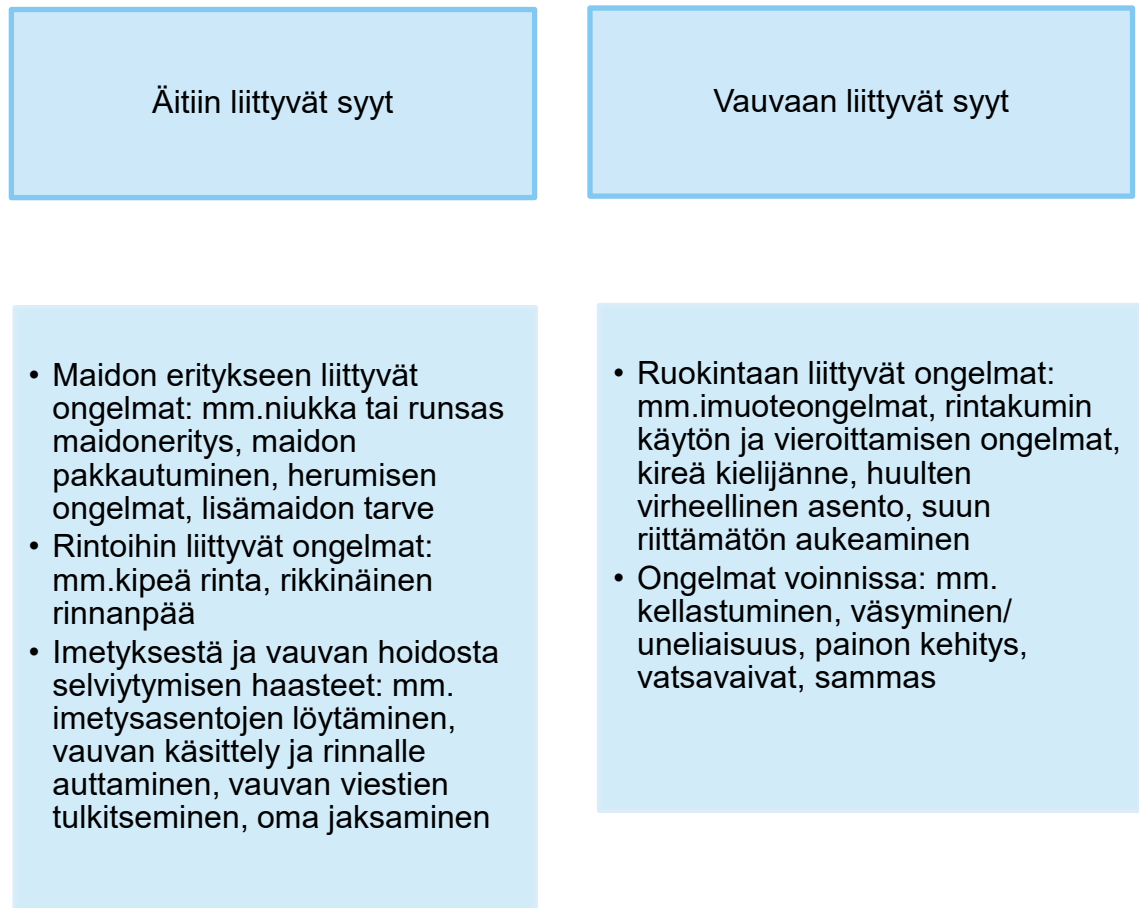 Äitiin liittyvät syyt
Vauvaan liittyvät syyt
• Maidon eritykseen liittyvät
ongelmat: mm.niukka tai runsas
maidoneritys, maidon
pakkautuminen, herumisen
ongelmat, lisämaidon tarve
• Rintoihin liittyvät ongelmat:
mm.kipeä rinta, rikkinäinen
rinnanpää
• Imetyksestä ja vauvan hoidosta
selviytymisen haasteet: mm.
imetysasentojen löytäminen,
vauvan käsittely ja rinnalle
auttaminen, vauvan viestien
tulkitseminen, oma jaksaminen
• Ruokintaan liittyvät ongelmat:
mm.imuoteongelmat, rintakumin
käytön ja vieroittamisen ongelmat,
kireä kielijänne, huulten
virheellinen asento, suun
riittämätön aukeaminen
• Ongelmat voinnissa: mm.
kellastuminen, väsyminen/
uneliaisuus, painon kehitys,
vatsavaivat, sammas